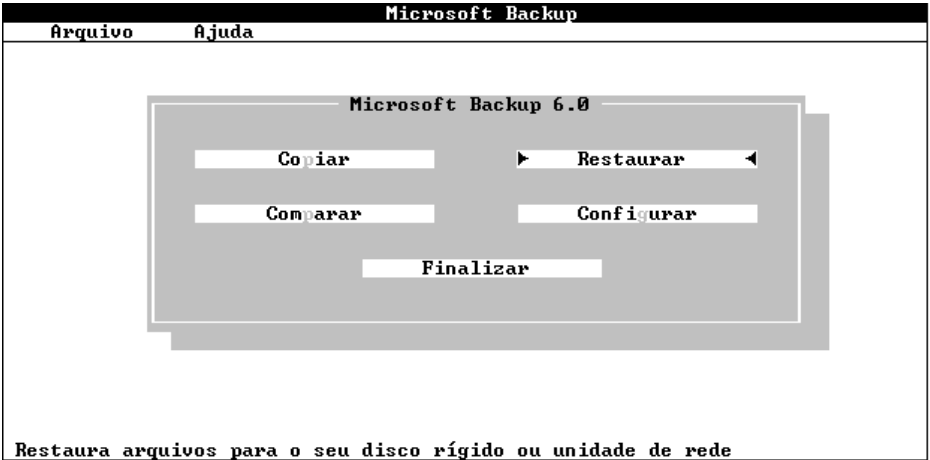 Microsoft Backup
Arquivo Ajuda
Microsoft Backup 6.0
Copiar Restaurar
Comparar Configurar
Finalizar
Restaura arquivos para o seu disco rígido ou unidade de rede